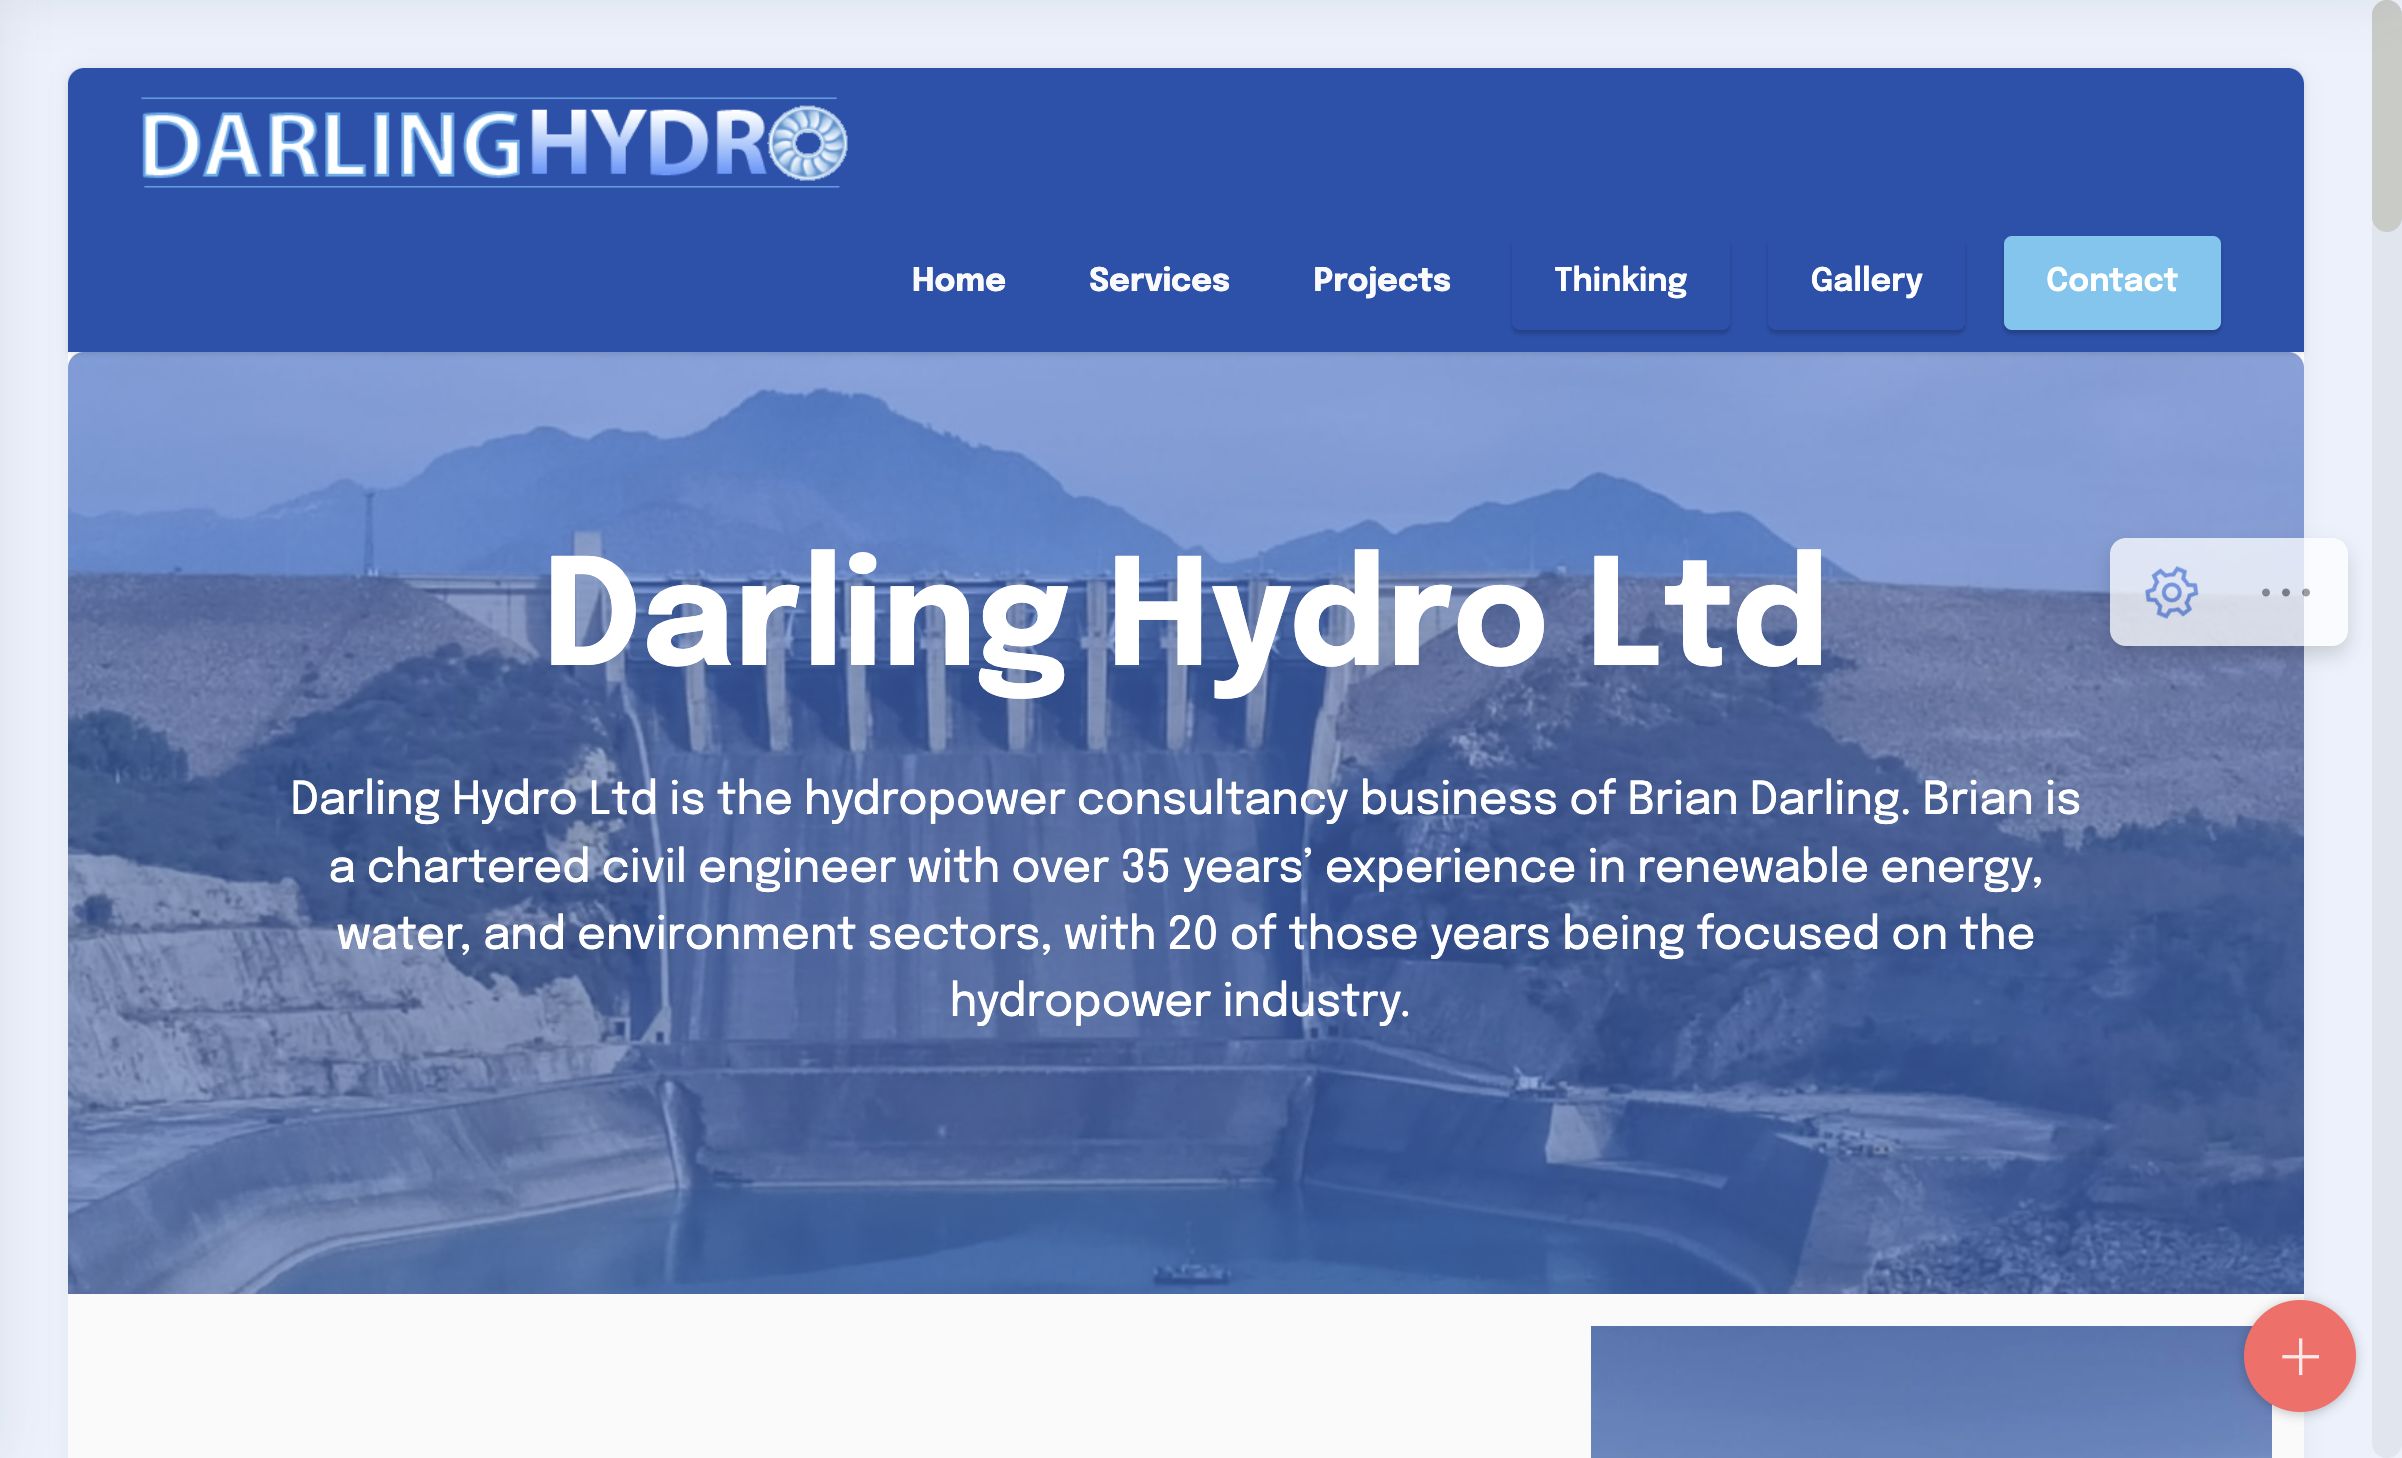 DARLINGHYDRO
Home Services Projects Thinking Gallery Contact
Darling Hydro Ltd
Darling Hydro Ltd is the hydropower consultancy business of Brian Darling. Brian is
a chartered civil engineer with over 35 years’ experience in renewable energy,
water, and environment sectors, with 20 of those years being focused on the
hydropower industry.